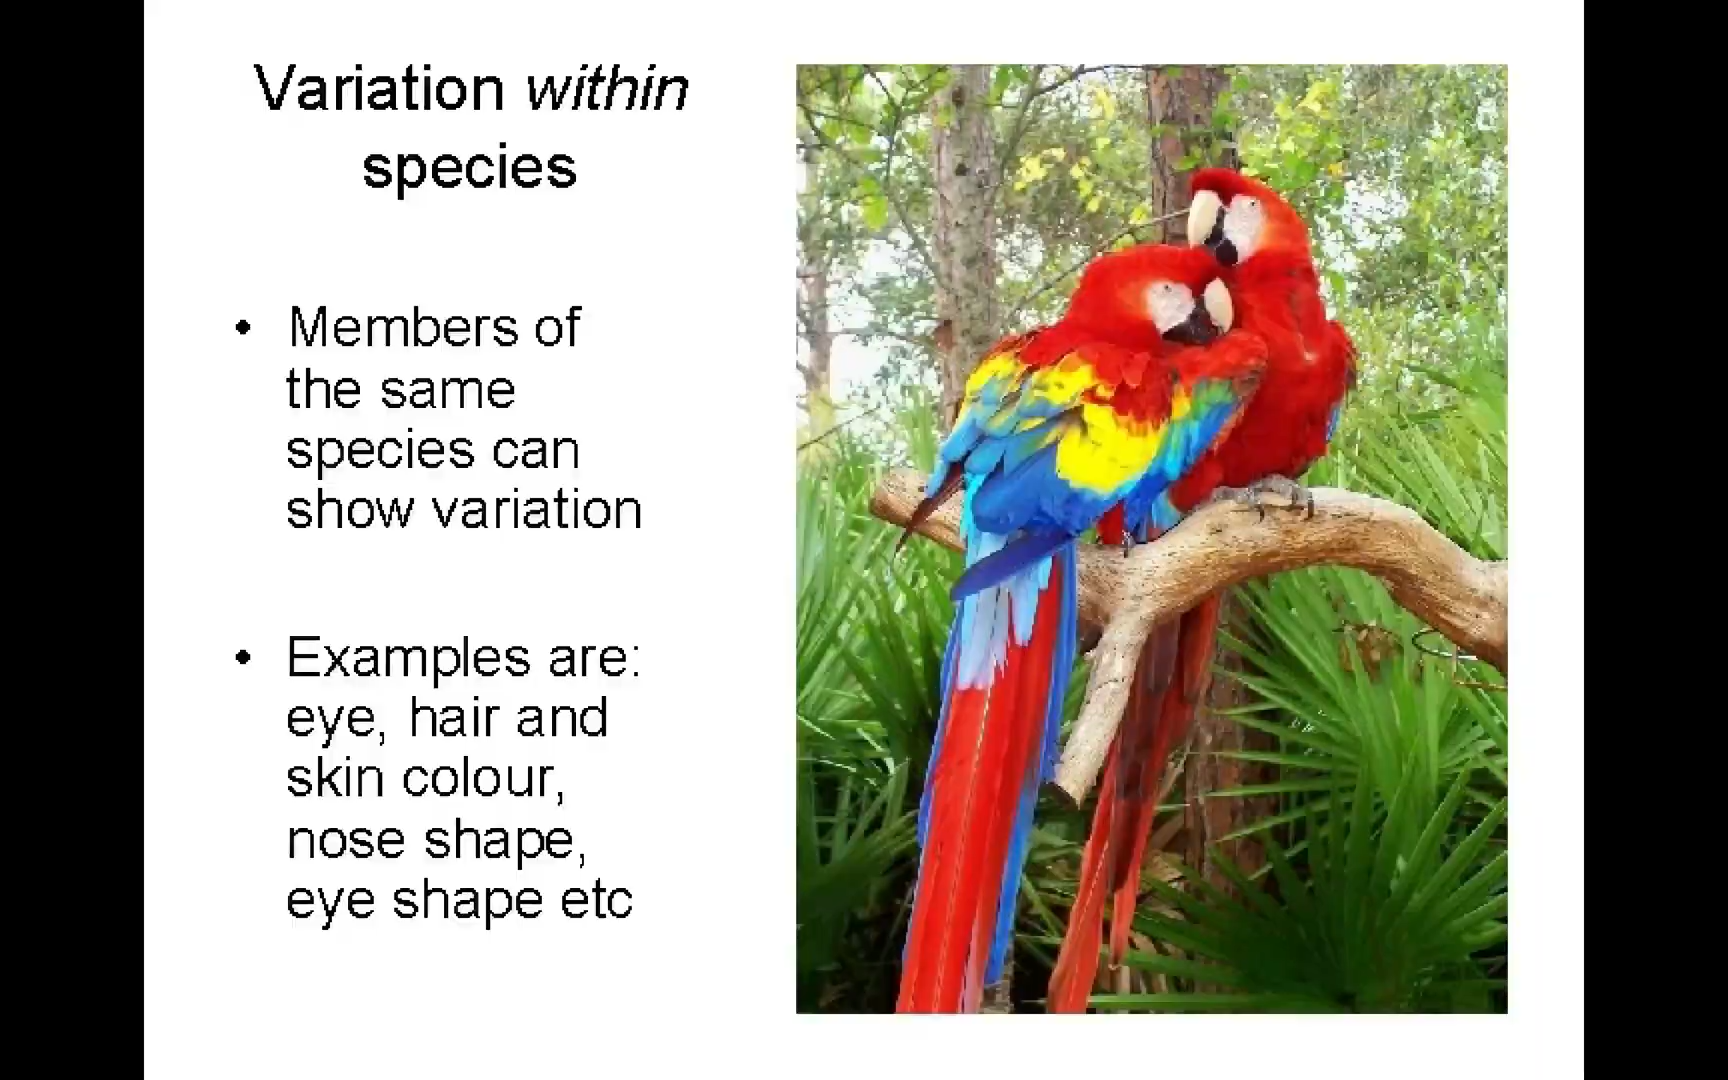 Variation within
species
• Members of
the same
species can
show variation
• Examples are:
eye, hair and
skin colour,
nose shape,
eye shape etc